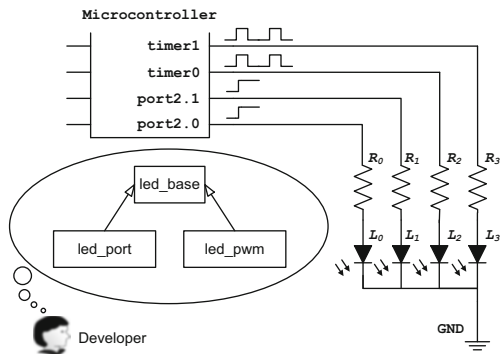 Microcontroller
timer1
timer0
port2.1
port2.0
R0 R1 R2 R3
led_base
led_port led_pwm
L0 L1 L2 L3
GND
Developer